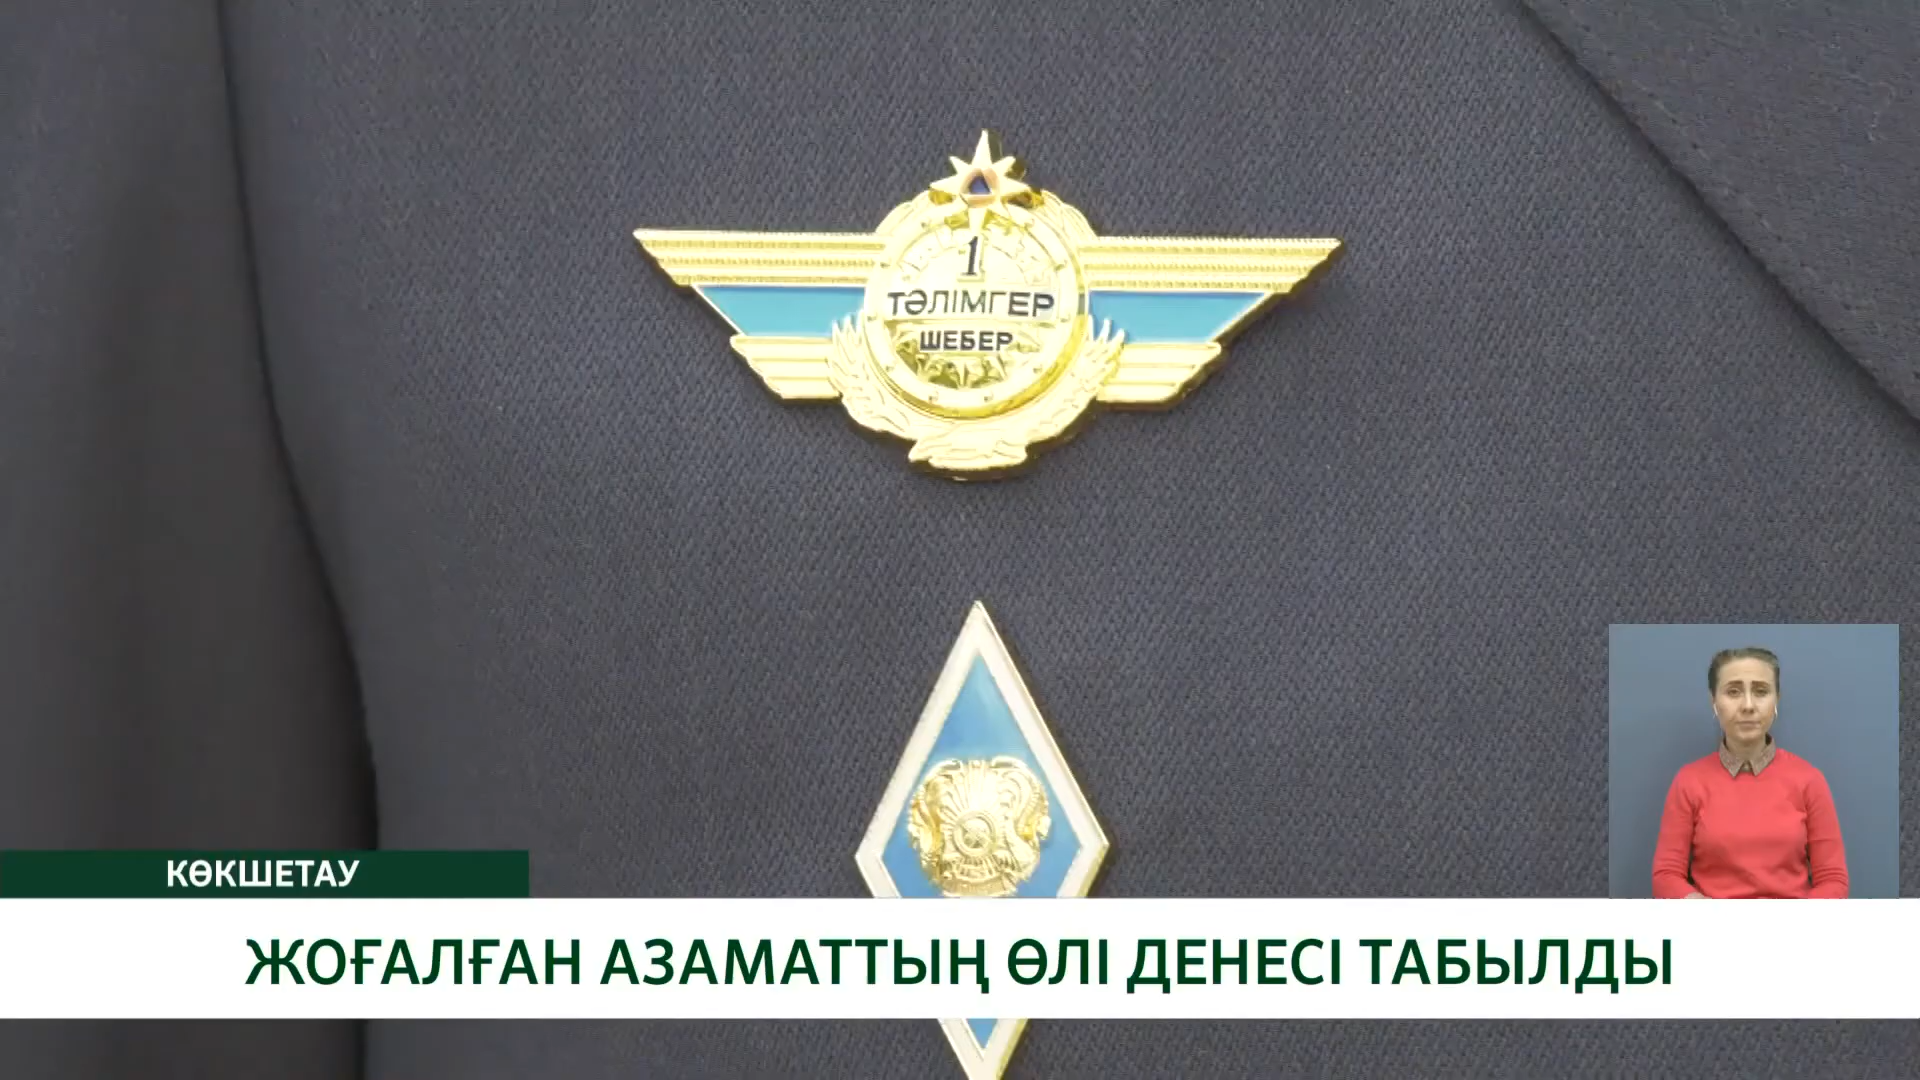 1
ТӘЛІМГЕР
ШЕБЕР
КӨКШЕТАУ
ЖОҒАЛҒАН АЗАМАТТЫҢ ӨЛІ ДЕНЕСІ ТАБЫЛДЫ